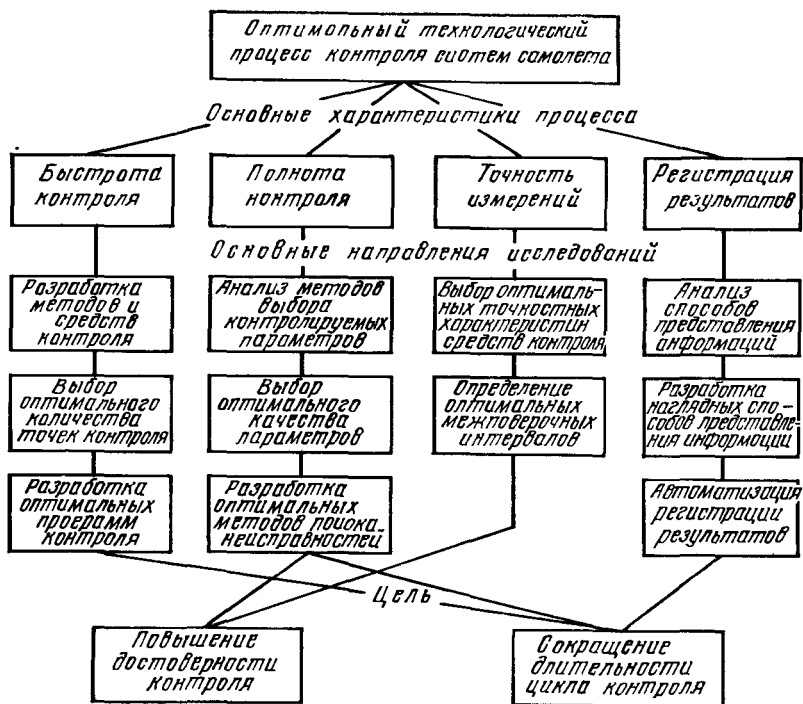 Оптимальный технологический
процесс контроля систем самолета
Основные характеристики процесса
Быстрата
контроля
Полнота
контроля
Точность
измерений
Регистрация
результатов
Основные направления исследований
Разработка
методов и
средств
контроля
Анализ методов
выбора
контролируемых
параметров
Выбор оптималь-
ных точностных
характеристик
средств контроля
Анализ
способов
представления
информаций
Выбор
оптимального
количества
точек контроля
Выбор
оптимального
качества
параметров
Определение
оптимальных
межповерочных
интервалов
Разработка
наглядных спо-
собов представле-
ния информации
Разработка
оптимальных
программ
контроля
Разработка
оптимальных
методов поиска
неисправностей
Автоматизация
регистрации
результатов
Цель
Повышение
достоверности
контроля
Сокращение
длительности
цикла контроля